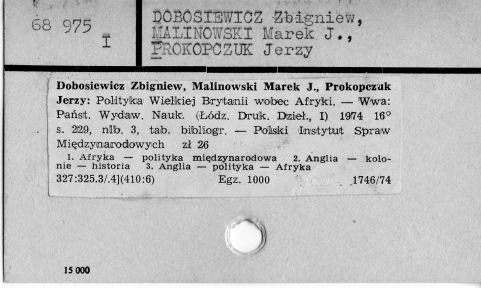 68 975
I
DOBOSIEWICZ Zbigniew,
MALINOWSKI Marek J.,
PROKOPCZUK Jerzy
Dobosiewicz Zbigniew, Malinowski Marek J., Prokopczuk
Jerzy: Polityka Wielkiej Brytanii wobec Afryki. — Wwa:
Państ. Wydaw. Nauk. (Łódz. Druk. Dzieł., I) 1974 16°
s. 229, nlb. 3, tab. bibliogr. — Polski Instytut Spraw
Międzynarodowych zł 26
1. Afryka — polityka międzynarodowa 2. Anglia — kolo-
nie — historia 3. Anglia — polityka — Afryka
327:325.3/.4](410:6) Egz. 1000 1746/74
15 000